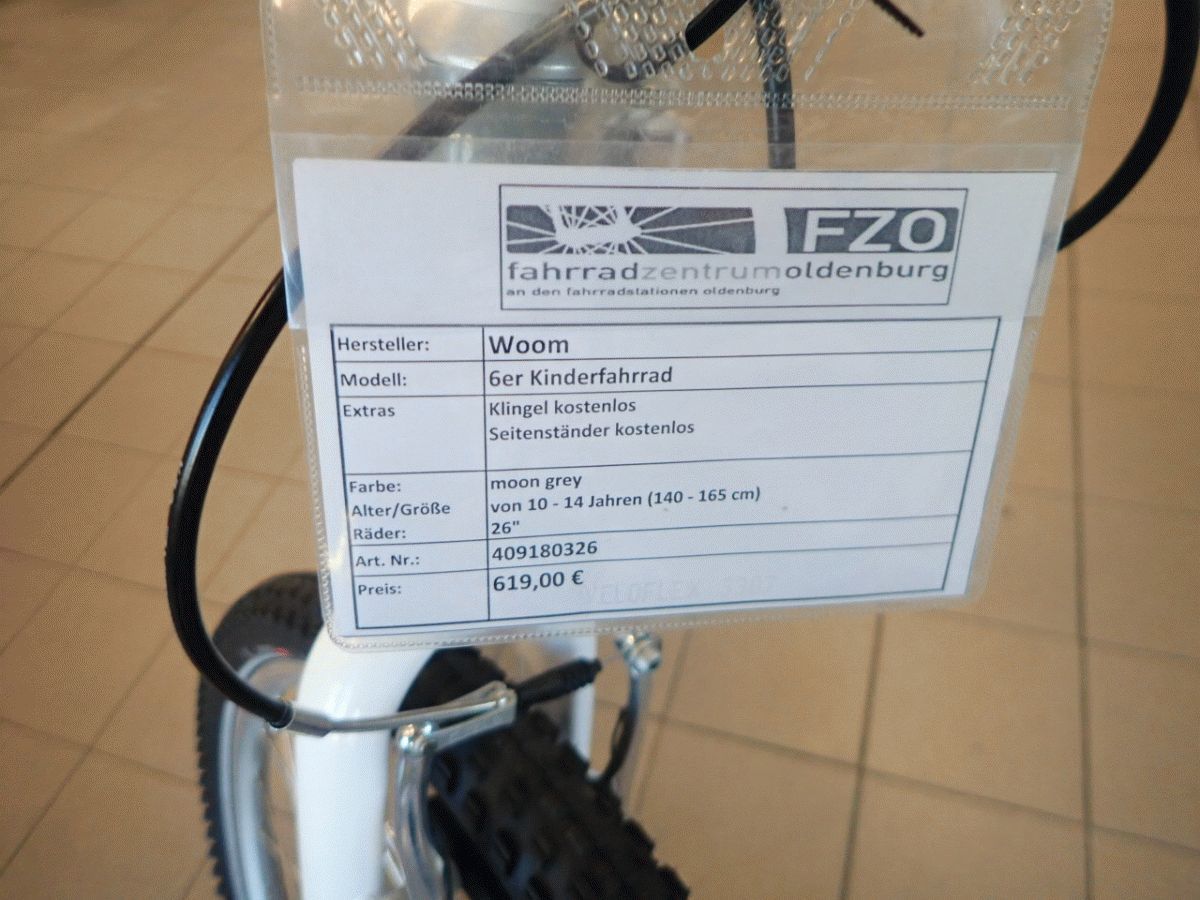 FZO
fahrradzentrumoldenburg
an den fahrradstationen oldenburg
Hersteller: Woom
Modell: 6er Kinderfahrrad
Extras Klingel kostenlos
Seitenständer kostenlos
Farbe: moon grey
Alter/Größe von 10 - 14 Jahren (140 - 165 cm)
Räder: 26"
Art. Nr.: 409180326
Preis: 619,00 €
VELOFLEX